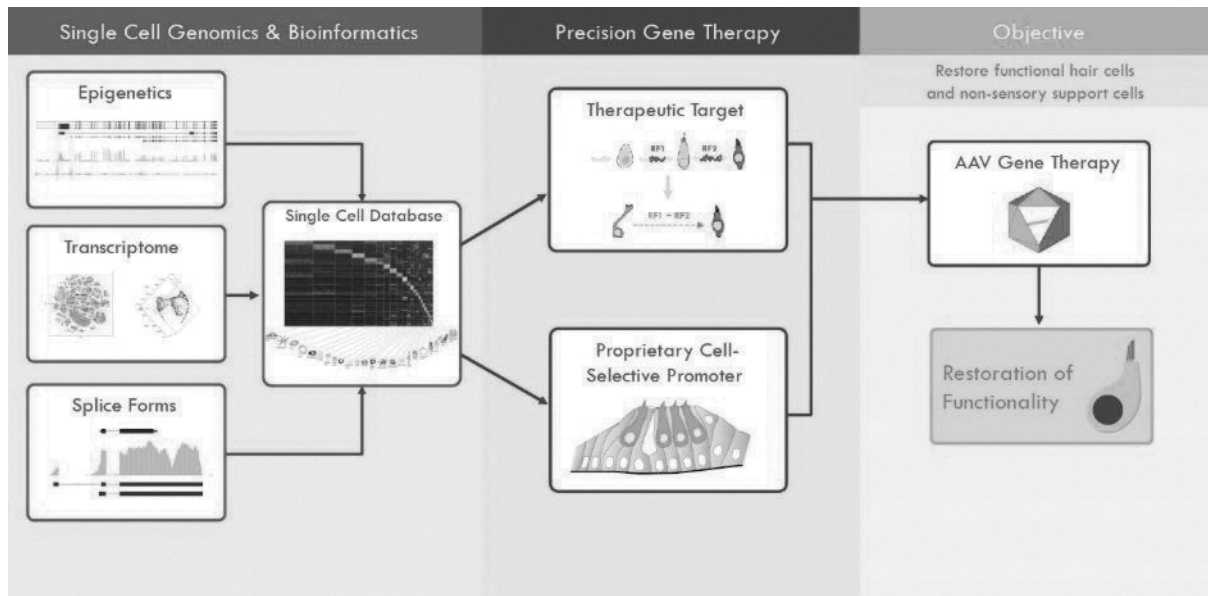 Single Cell Genomics & Bioinformatics
Precision Gene Therapy
Objective
Restore functional hair cells
and non-sensory support cells
Epigenetics
Transcriptome
Splice Forms
Single Cell Database
Therapeutic Target
RF1
RF2
RF1 + RF2
Proprietary Cell-
Selective Promoter
AAV Gene Therapy
Restoration of
Functionality